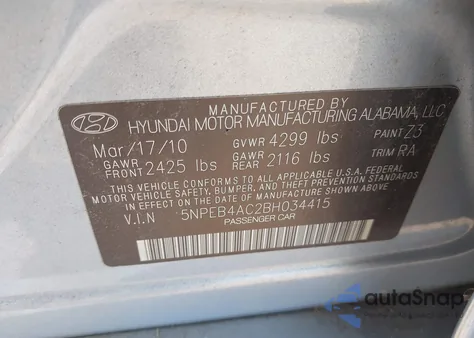 MANUFACTURED BY
HYUNDAI MOTOR MANUFACTURING ALABAMA, LLC
Mar/17/10 GVWR 4299 lbs PAINT Z3
GAWR FRONT 2425 lbs GAWR REAR 2116 lbs TRIM RA
THIS VEHICLE CONFORMS TO ALL APPLICABLE FEDERAL
MOTOR VEHICLE SAFETY, BUMPER, AND THEFT PREVENTION STANDARDS
IN EFFECT ON THE DATE OF MANUFACTURE SHOWN ABOVE.
V.I.N 5NPEB4AC2BH034415
PASSENGER CAR
autoSnap